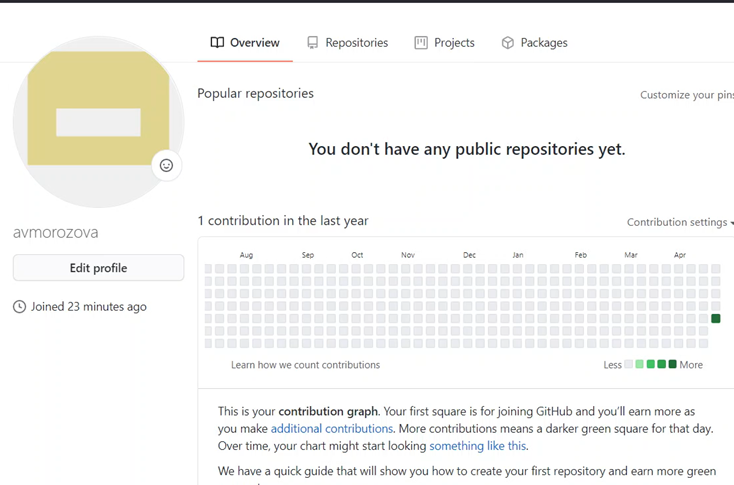 Overview
Repositories
Projects
Packages
Popular repositories
Customize your pins
You don't have any public repositories yet.
avmorozova
Edit profile
Joined 23 minutes ago
1 contribution in the last year
Contribution settings
Aug Sep Oct Nov Dec Jan Feb Mar Apr
Learn how we count contributions
Less More
This is your contribution graph. Your first square is for joining GitHub and you'll earn more as
you make additional contributions. More contributions means a darker green square for that day.
Over time, your chart might start looking something like this.
We have a quick guide that will show you how to create your first repository and earn more green